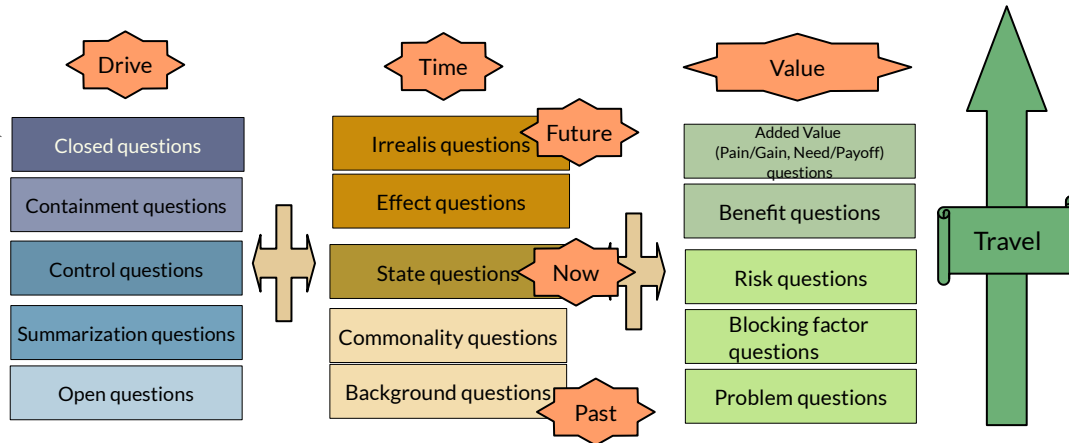 Drive
Time
Value
Closed questions
Containment questions
Control questions
Summarization questions
Open questions
Future
Irrealis questions
Effect questions
State questions
Now
Commonality questions
Background questions
Past
Added Value
(Pain/Gain, Need/Payoff)
questions
Benefit questions
Risk questions
Blocking factor
questions
Problem questions
Travel